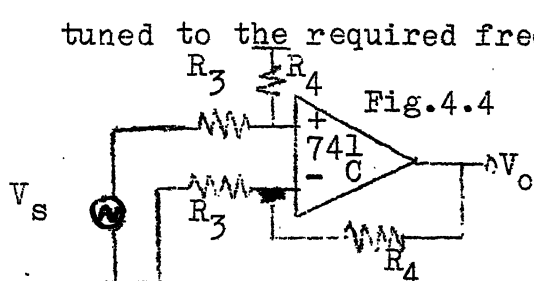 tuned to the required fre
R3
R4
Fig.4.4
+
741
C
-
Vo
Vs
R3
R4